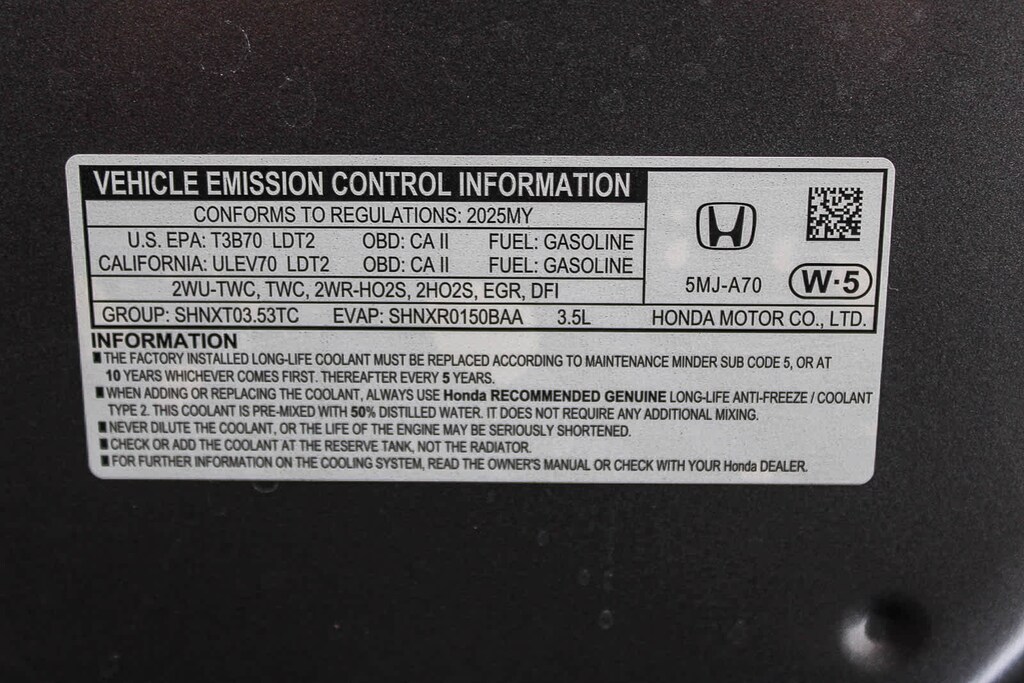 VEHICLE EMISSION CONTROL INFORMATION
CONFORMS TO REGULATIONS: 2025MY
U.S. EPA: T3B70 LDT2 OBD: CA II FUEL: GASOLINE
CALIFORNIA: ULEV70 LDT2 OBD: CA II FUEL: GASOLINE
2WU-TWC, TWC, 2WR-HO2S, 2HO2S, EGR, DFI
5MJ-A70 W·5
GROUP: SHNXT03.53TC EVAP: SHNXR0150BAA 3.5L HONDA MOTOR CO., LTD.
INFORMATION
■ THE FACTORY INSTALLED LONG-LIFE COOLANT MUST BE REPLACED ACCORDING TO MAINTENANCE MINDER SUB CODE 5, OR AT
10 YEARS WHICHEVER COMES FIRST. THEREAFTER EVERY 5 YEARS.
■ WHEN ADDING OR REPLACING THE COOLANT, ALWAYS USE Honda RECOMMENDED GENUINE LONG-LIFE ANTI-FREEZE / COOLANT
TYPE 2. THIS COOLANT IS PRE-MIXED WITH 50% DISTILLED WATER. IT DOES NOT REQUIRE ANY ADDITIONAL MIXING.
■ NEVER DILUTE THE COOLANT, OR THE LIFE OF THE ENGINE MAY BE SERIOUSLY SHORTENED.
■ CHECK OR ADD THE COOLANT AT THE RESERVE TANK, NOT THE RADIATOR.
■ FOR FURTHER INFORMATION ON THE COOLING SYSTEM, READ THE OWNER'S MANUAL OR CHECK WITH YOUR Honda DEALER.